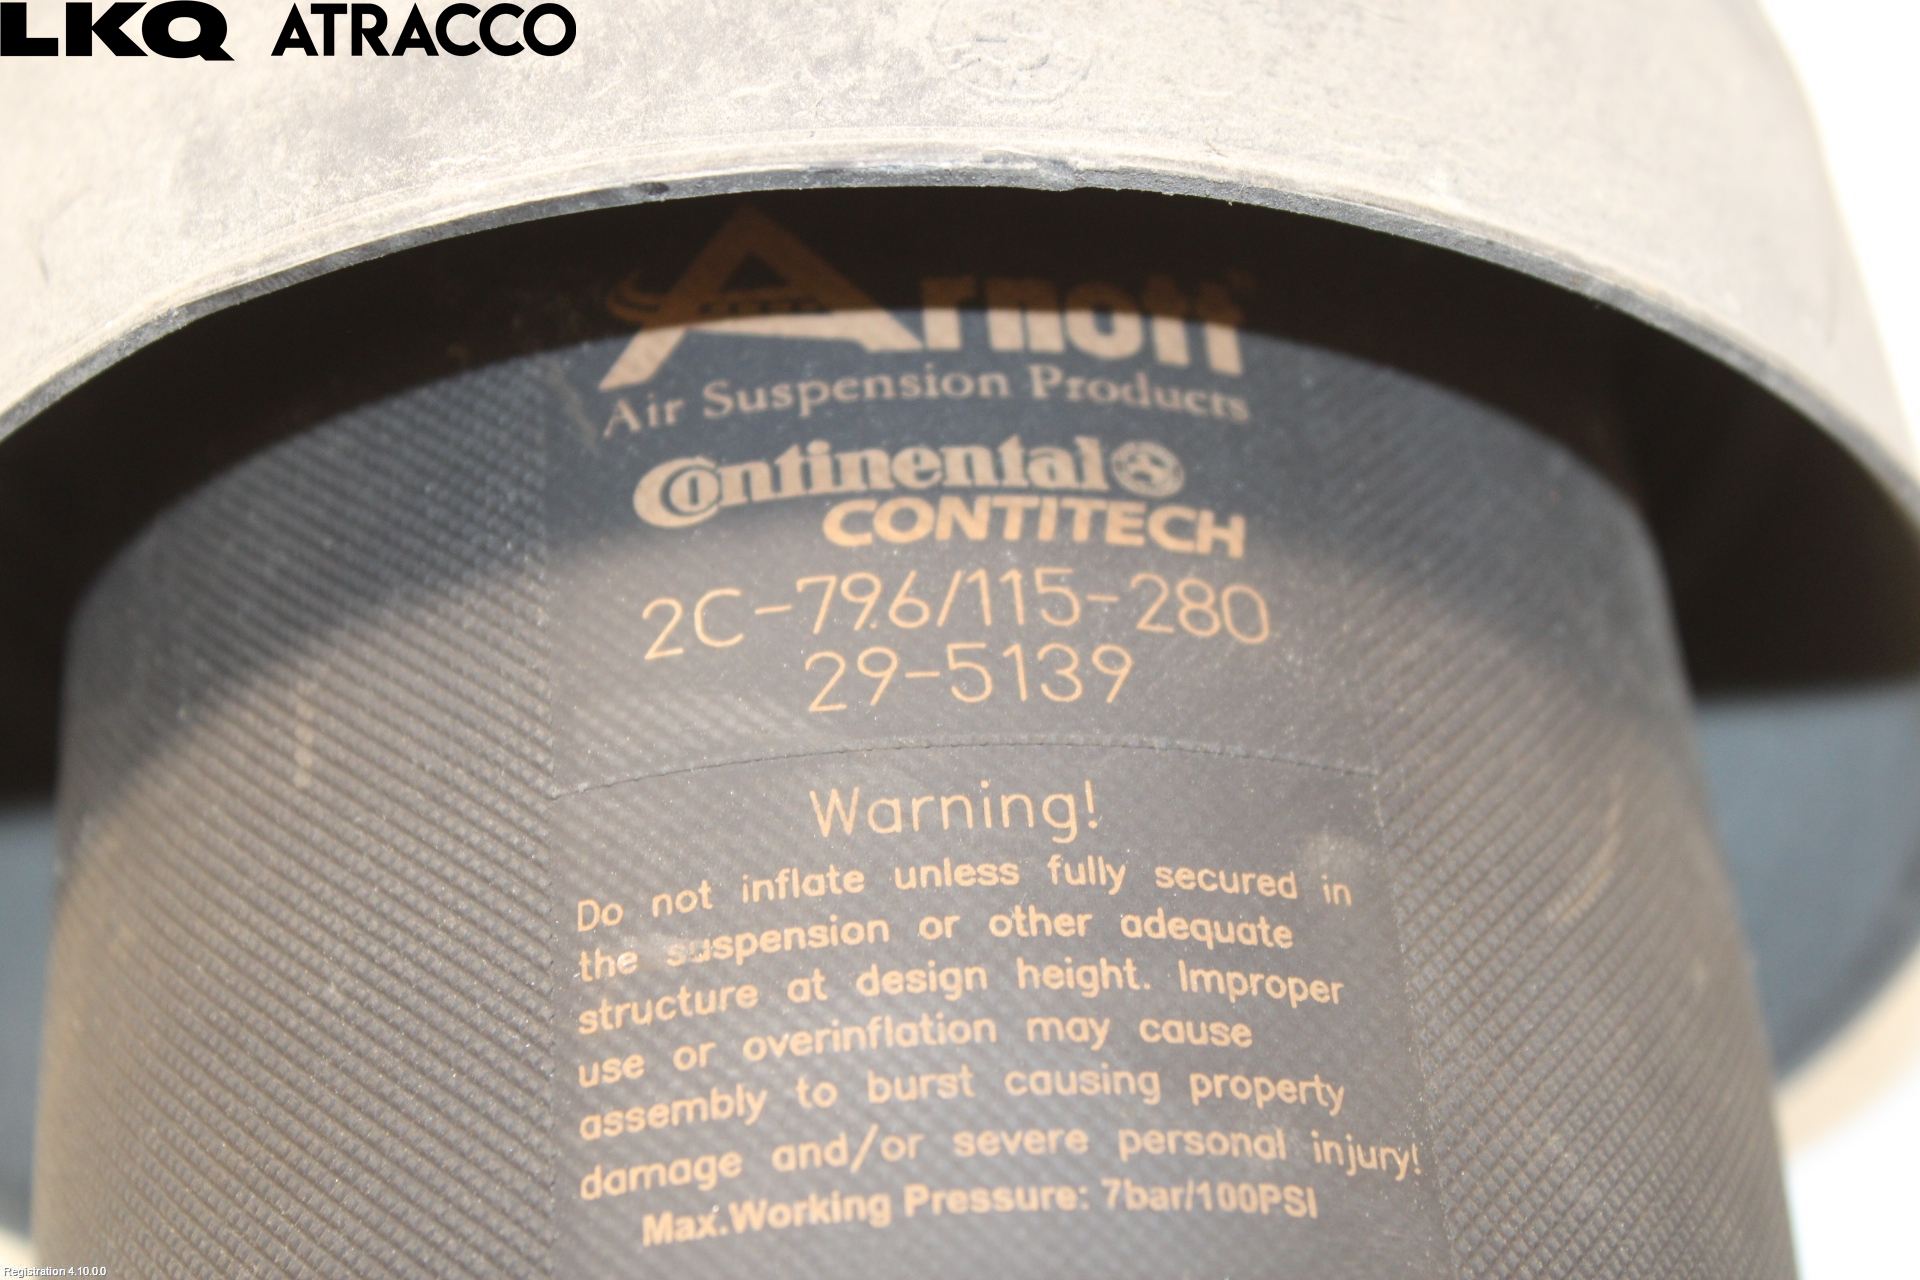 LKQ ATRACCO
Arnott
Air Suspension Products
Continental
CONTITECH
2C-796/115-280
29-5139
Warning!
Do not inflate unless fully secured in
the suspension or other adequate
structure at design height. Improper
use or overinflation may cause
assembly to burst causing property
damage and/or severe personal injury!
Max.Working Pressure: 7bar/100PSI
Registration 4.10.0.0